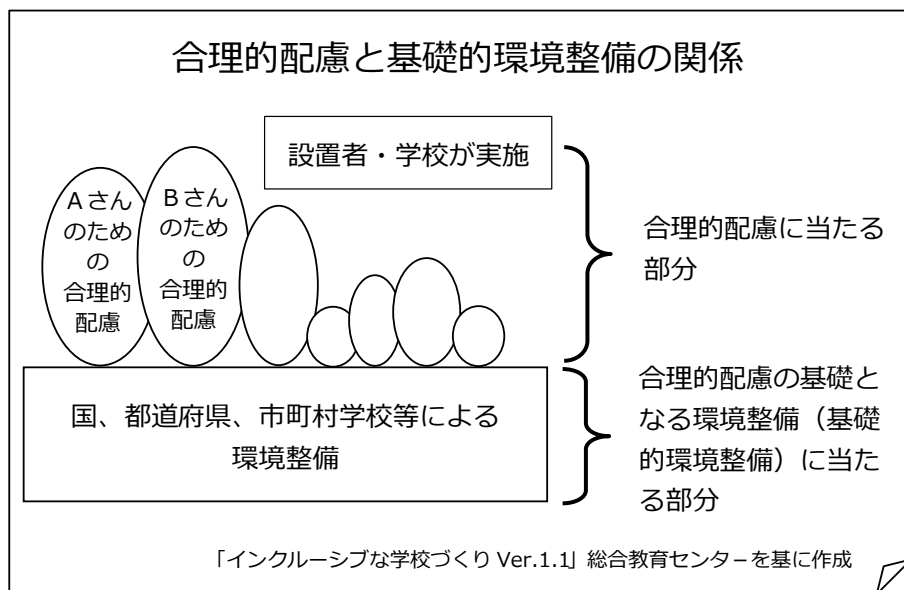 合理的配慮と基礎的環境整備の関係
設置者・学校が実施
Aさん
のため
の
合理的
配慮
Bさん
のため
の
合理的
配慮
合理的配慮に当たる
部分
国、都道府県、市町村学校等による
環境整備
合理的配慮の基礎と
なる環境整備（基礎
的環境整備）に当た
る部分
「インクルーシブな学校づくり Ver.1.1」総合教育センターを基に作成